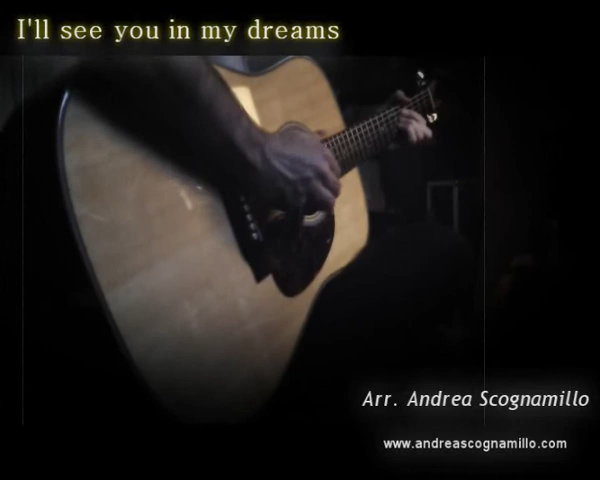 I'll see you in my dreams
Arr. Andrea Scognamillo
www.andreascognamillo.com